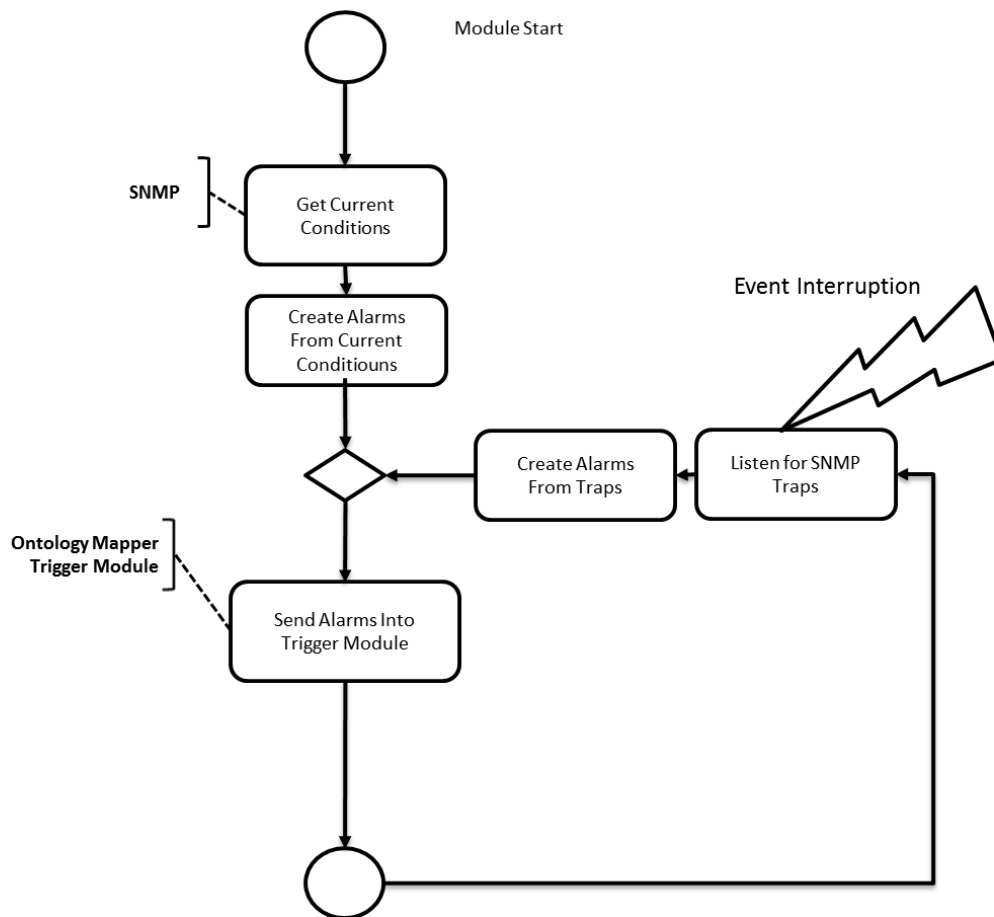 Module Start
SNMP
Get Current
Conditions
Event Interruption
Create Alarms
From Current
Conditiouns
Create Alarms
From Traps
Listen for SNMP
Traps
Ontology Mapper
Trigger Module
Send Alarms Into
Trigger Module